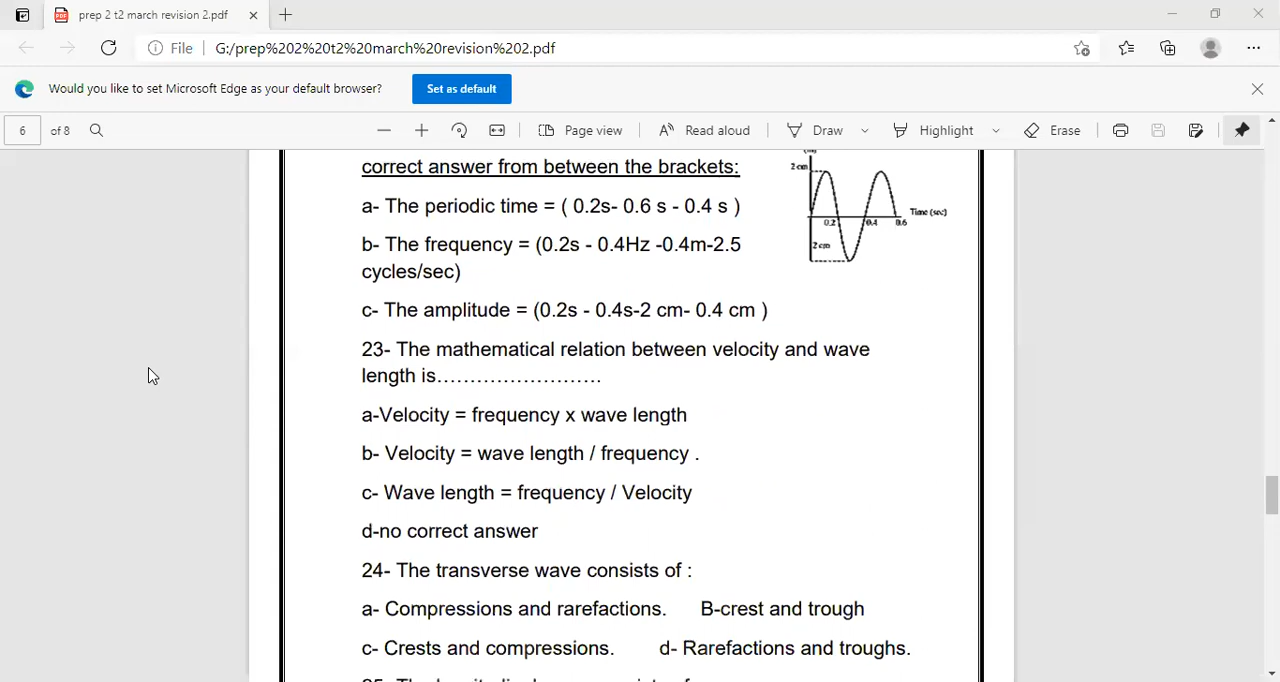 prep 2 t2 march revision 2.pdf
File G:/prep%202%20t2%20march%20revision%202.pdf
Would you like to set Microsoft Edge as your default browser? Set as default
6 of 8 Page view Read aloud Draw Highlight Erase
correct answer from between the brackets:
2 cm
a- The periodic time = ( 0.2s- 0.6 s - 0.4 s )
Time (sec)
0.2 0.4 0.6
b- The frequency = (0.2s - 0.4Hz -0.4m-2.5
2 cm
cycles/sec)
c- The amplitude = (0.2s - 0.4s-2 cm- 0.4 cm )
23- The mathematical relation between velocity and wave
length is…………………….
a-Velocity = frequency x wave length
b- Velocity = wave length / frequency .
c- Wave length = frequency / Velocity
d-no correct answer
24- The transverse wave consists of :
a- Compressions and rarefactions. B-crest and trough
c- Crests and compressions. d- Rarefactions and troughs.